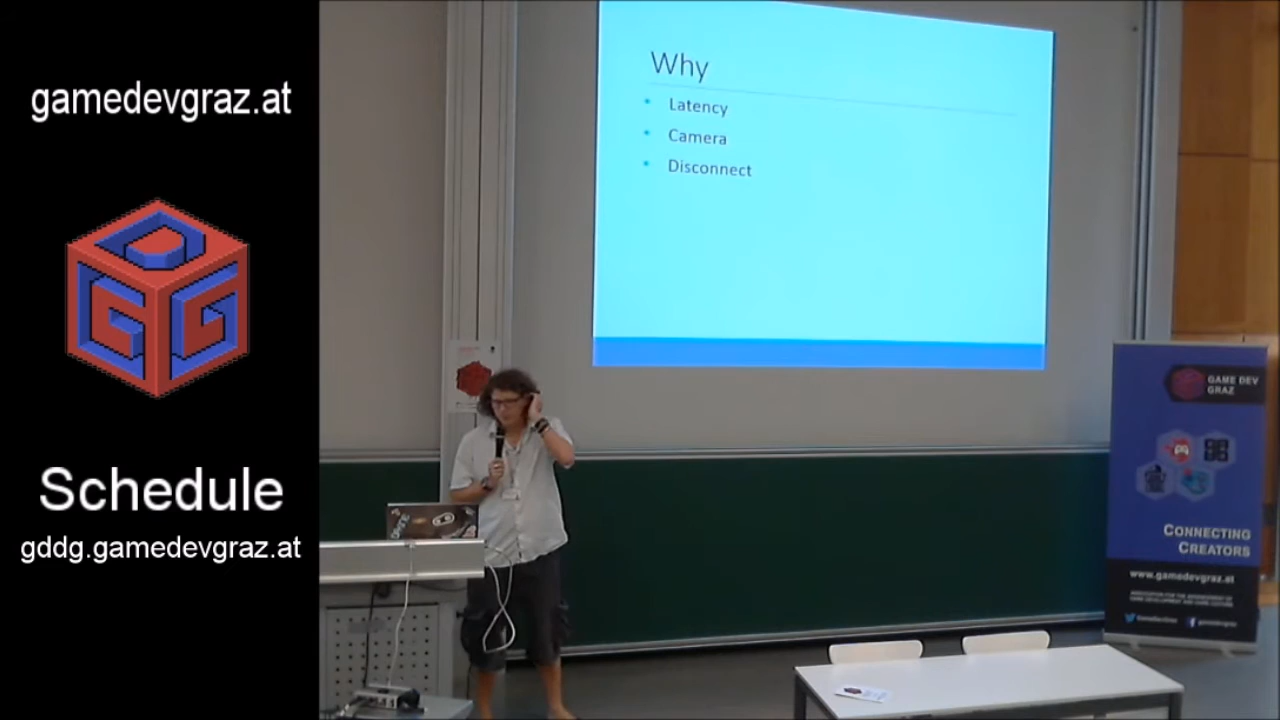 gamedevgraz.at
Schedule
gddg.gamedevgraz.at
Why
Latency
Camera
Disconnect
GAME DEV
GRAZ
CONNECTING
CREATORS
www.gamedevgraz.at